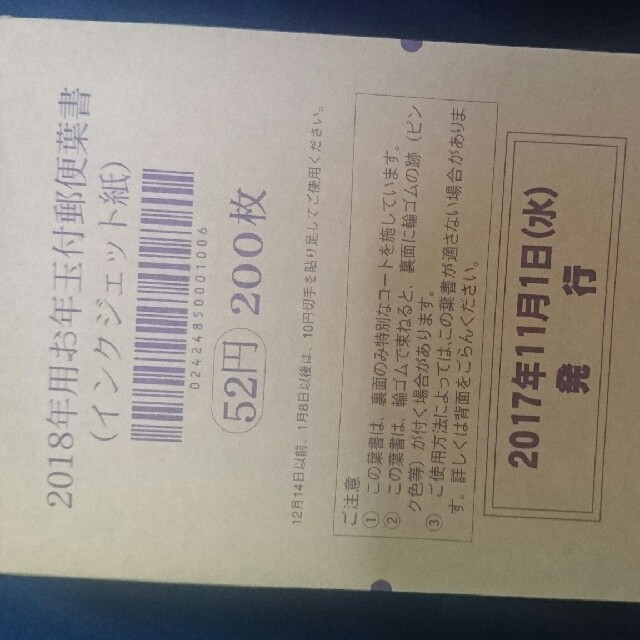 2018年用お年玉付郵便葉書
（インクジェット紙）
024248500001006
52円 200枚
12月14日以前、1月8日以後は、10円切手を貼り足してご使用ください。
ご注意
① この葉書は、裏面のみ特別なコートを施しています。
② この葉書は、輪ゴムで束ねると、裏面に輪ゴムの跡（ピン
ク色等）が付く場合があります。
③ ご使用方法によっては、この葉書が適さない場合がありま
す。詳しくは背面をごらんください。
2017年11月1日(水)
発行